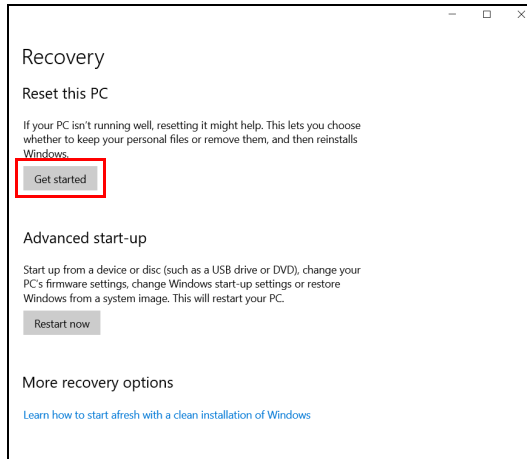 Recovery
Reset this PC
If your PC isn't running well, resetting it might help. This lets you choose
whether to keep your personal files or remove them, and then reinstalls
Windows.
Get started
Advanced start-up
Start up from a device or disc (such as a USB drive or DVD), change your
PC's firmware settings, change Windows start-up settings or restore
Windows from a system image. This will restart your PC.
Restart now
More recovery options
Learn how to start afresh with a clean installation of Windows